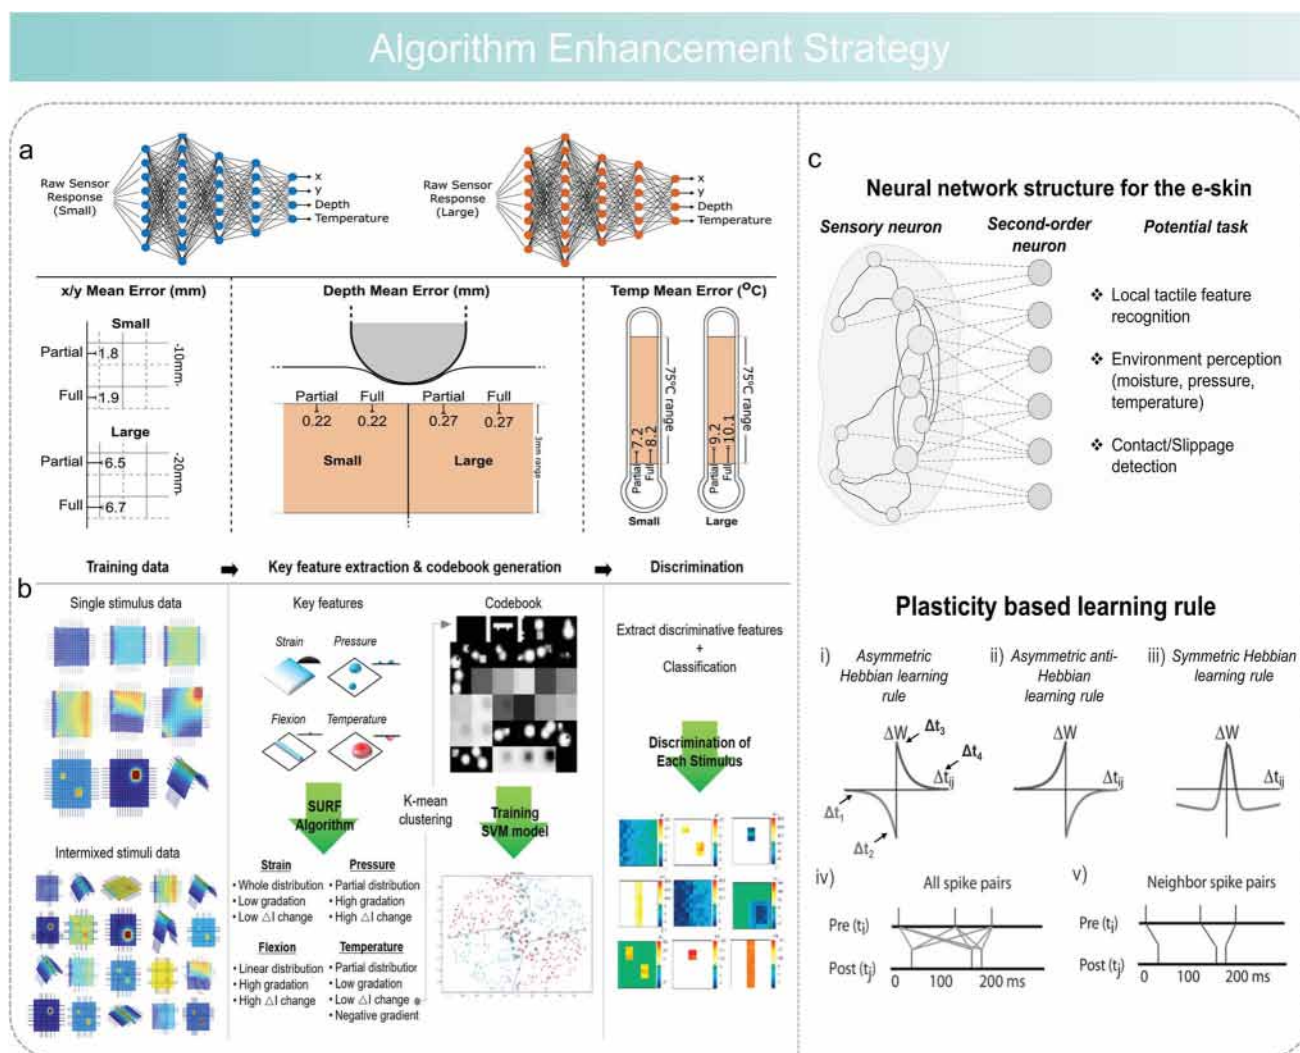 Algorithm Enhancement Strategy
a
Raw Sensor
Response
(Small)
x
y
Depth
Temperature
Raw Sensor
Response
(Large)
x
y
Depth
Temperature
x/y Mean Error (mm)
Small
Partial
1.8
Full
1.9
-10mm-
Large
Partial
6.5
Full
6.7
-20mm-
Depth Mean Error (mm)
Partial
Full
Partial
Full
0.22
0.22
0.27
0.27
Small
Large
3mm range
Temp Mean Error (°C)
75°C range
75°C range
Partial
7.2
Full
8.2
Partial
9.2
Full
10.1
Small
Large
b
Training data
Key feature extraction & codebook generation
Discrimination
Single stimulus data
Intermixed stimuli data
Key features
Strain
Pressure
Flexion
Temperature
SURF
Algorithm
Strain
• Whole distribution
• Low gradation
• Low △I change
Pressure
• Partial distribution
• High gradation
• High △I change
Flexion
• Linear distribution
• High gradation
• High △I change
Temperature
• Partial distribution
• Low gradation
• Low △I change
• Negative gradient
Codebook
K-mean
clustering
Training
SVM model
Extract discriminative features
+
Classification
Discrimination of
Each Stimulus
c
Neural network structure for the e-skin
Sensory neuron
Second-order
neuron
Potential task
❖ Local tactile feature
recognition
❖ Environment perception
(moisture, pressure,
temperature)
❖ Contact/Slippage
detection
Plasticity based learning rule
i) Asymmetric
Hebbian learning
rule
ΔW
Δt₃
Δt₄
Δtᵢⱼ
Δt₁
Δt₂
ii) Asymmetric anti-
Hebbian
learning rule
ΔW
Δtᵢⱼ
iii) Symmetric Hebbian
learning rule
ΔW
Δtᵢⱼ
iv)
All spike pairs
Pre (tᵢ)
Post (tⱼ)
0
100
200 ms
v)
Neighbor spike pairs
Pre (tᵢ)
Post (tⱼ)
0
100
200 ms